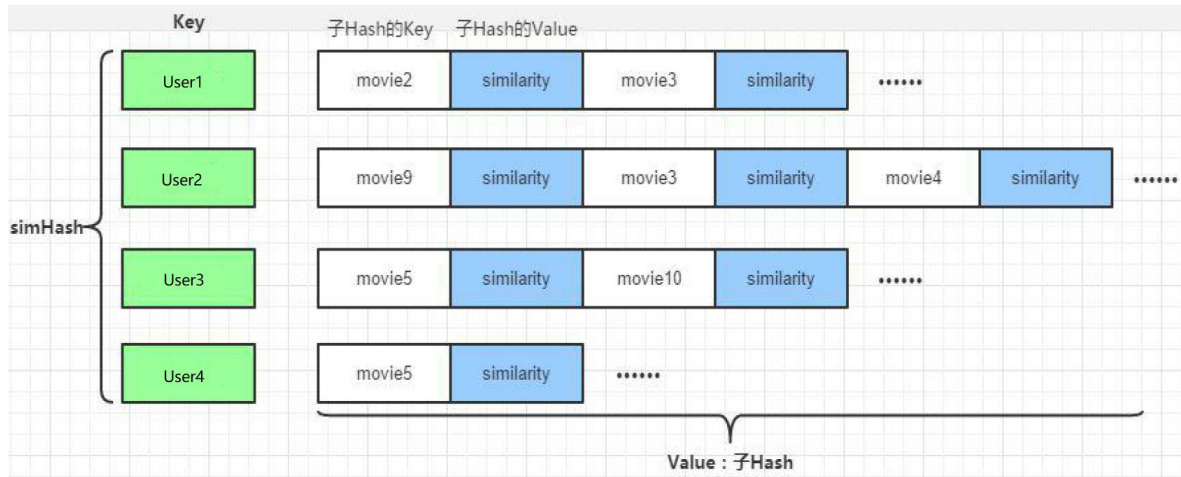 Key
子Hash的Key 子Hash的Value
User1 movie2 similarity movie3 similarity ······
User2 movie9 similarity movie3 similarity movie4 similarity ······
simHash
User3 movie5 similarity movie10 similarity ······
User4 movie5 similarity ······
Value：子Hash